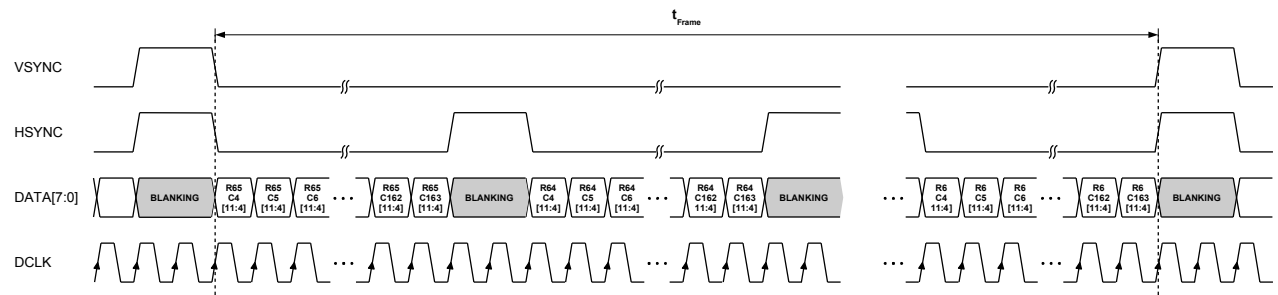 tFrame
VSYNC
HSYNC
DATA[7:0]
BLANKING
R65
C4
[11:4]
R65
C5
[11:4]
R65
C6
[11:4]
• • •
R65
C162
[11:4]
R65
C163
[11:4]
BLANKING
R64
C4
[11:4]
R64
C5
[11:4]
R64
C6
[11:4]
• • •
R64
C162
11:4]
R64
C163
[11:4]
BLANKING
• • •
R6
C4
11:4]
R6
C5
[11:4]
R6
C6
[11:4]
• • •
R6
C162
[11:4]
R6
C163
[11:4]
BLANKING
DCLK
• • •
• • •
• • •
• • •